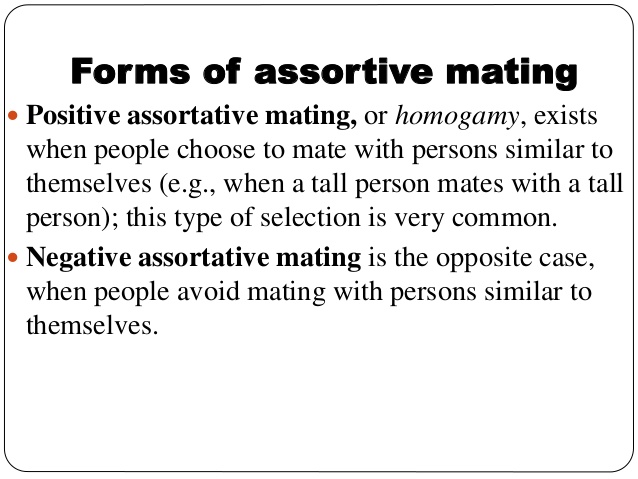 Forms of assortive mating
• Positive assortative mating, or homogamy, exists
when people choose to mate with persons similar to
themselves (e.g., when a tall person mates with a tall
person); this type of selection is very common.
• Negative assortative mating is the opposite case,
when people avoid mating with persons similar to
themselves.